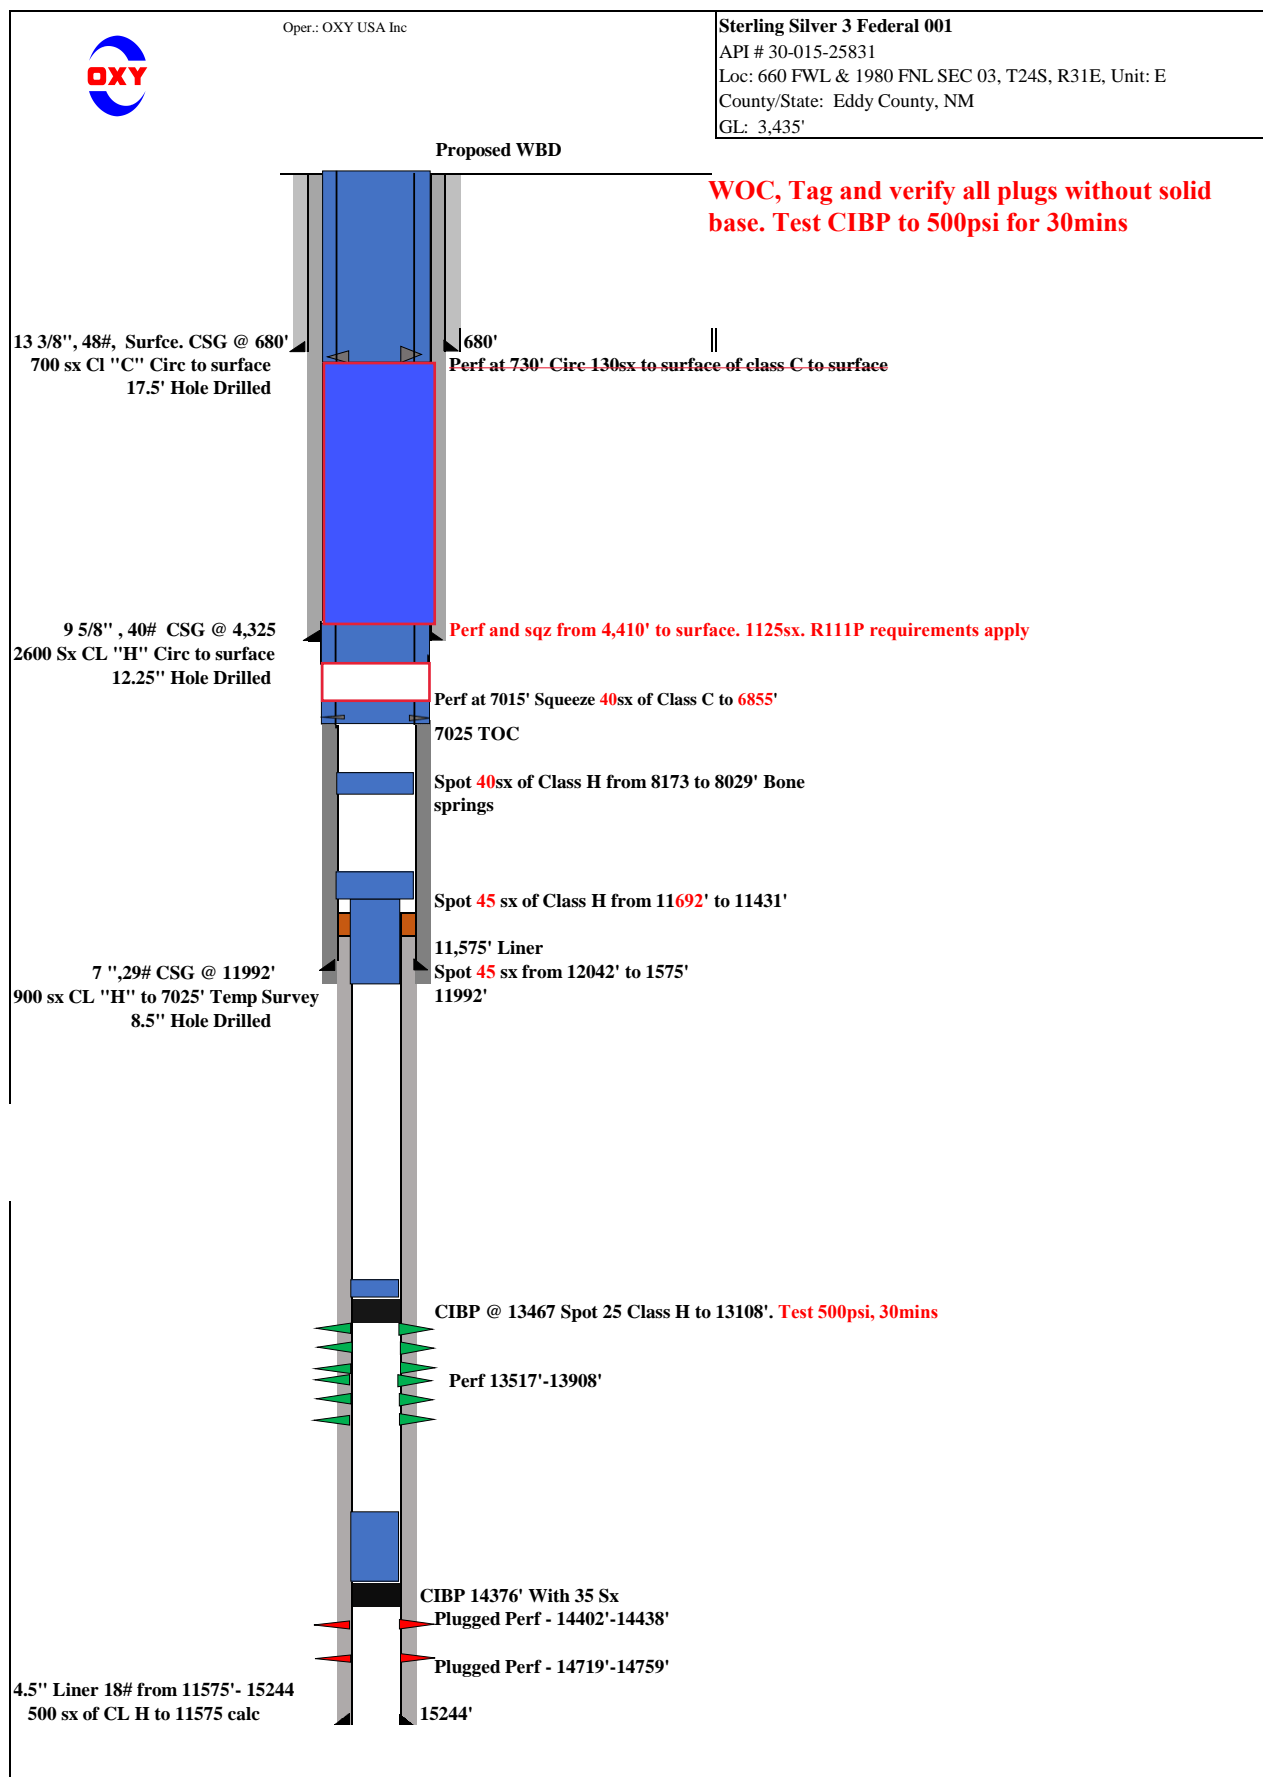 Oper.: OXY USA Inc
OXY
Sterling Silver 3 Federal 001
API # 30-015-25831
Loc: 660 FWL & 1980 FNL SEC 03, T24S, R31E, Unit: E
County/State:  Eddy County, NM
GL:  3,435'
Proposed WBD
WOC, Tag and verify all plugs without solid
base. Test CIBP to 500psi for 30mins
13 3/8", 48#,  Surfce. CSG @ 680'
700 sx Cl "C" Circ to surface
17.5' Hole Drilled
680'
Perf at 730' Circ 130sx to surface of class C to surface
9 5/8" , 40#  CSG @ 4,325
2600 Sx CL "H" Circ to surface
12.25" Hole Drilled
Perf and sqz from 4,410' to surface. 1125sx. R111P requirements apply
Perf at 7015' Squeeze 40sx of Class C to 6855'
7025 TOC
Spot 40sx of Class H from 8173 to 8029' Bone
springs
Spot 45 sx of Class H from 11692' to 11431'
11,575' Liner
7 ",29# CSG @ 11992'
900 sx CL "H" to 7025' Temp Survey
8.5" Hole Drilled
Spot 45 sx from 12042' to 1575'
11992'
CIBP @ 13467 Spot 25 Class H to 13108'. Test 500psi, 30mins
Perf 13517'-13908'
CIBP 14376' With 35 Sx
Plugged Perf - 14402'-14438'
Plugged Perf - 14719'-14759'
4.5" Liner 18# from 11575'- 15244
500 sx of CL H to 11575 calc
15244'